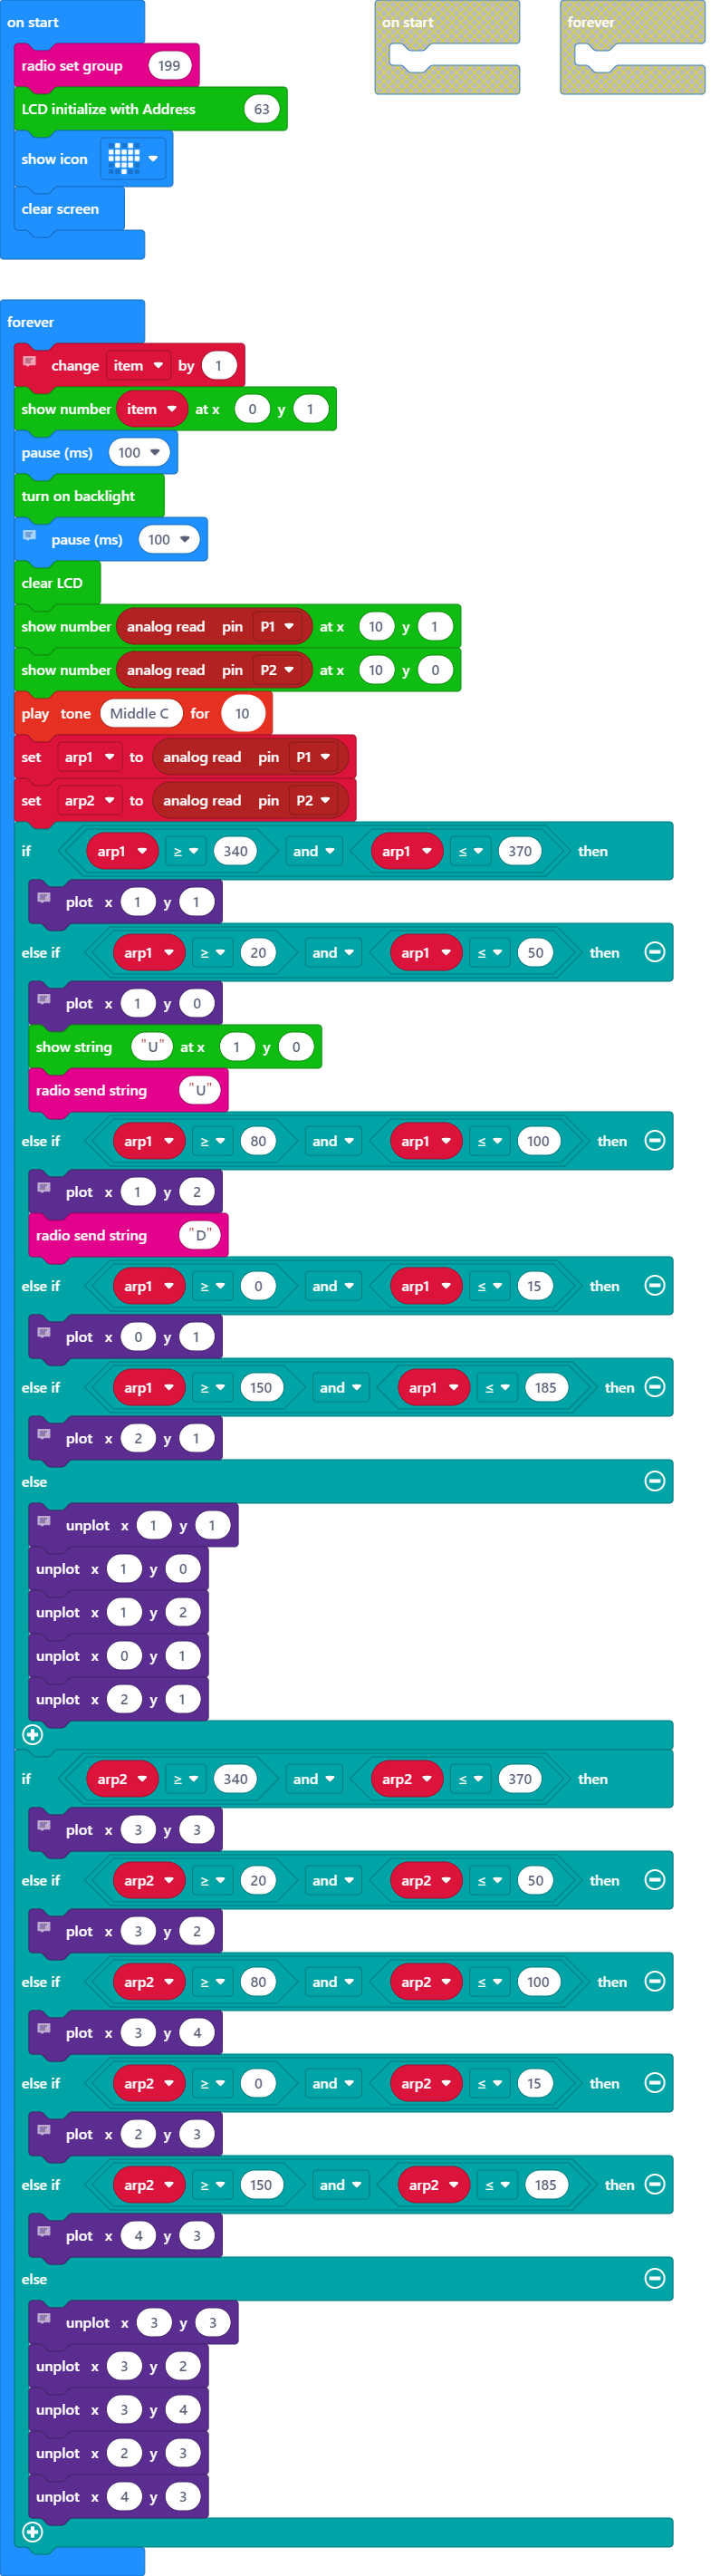 on start
on start
forever
radio set group 199
LCD initialize with Address 63
show icon
clear screen
forever
change item by 1
show number item at x 0 y 1
pause (ms) 100
turn on backlight
pause (ms) 100
clear LCD
show number analog read pin P1 at x 10 y 1
show number analog read pin P2 at x 10 y 0
play tone Middle C for 10
set arp1 to analog read pin P1
set arp2 to analog read pin P2
if arp1 ≥ 340 and arp1 ≤ 370 then
plot x 1 y 1
else if arp1 ≥ 20 and arp1 ≤ 50 then
plot x 1 y 0
show string "U" at x 1 y 0
radio send string "U"
else if arp1 ≥ 80 and arp1 ≤ 100 then
plot x 1 y 2
radio send string "D"
else if arp1 ≥ 0 and arp1 ≤ 15 then
plot x 0 y 1
else if arp1 ≥ 150 and arp1 ≤ 185 then
plot x 2 y 1
else
unplot x 1 y 1
unplot x 1 y 0
unplot x 1 y 2
unplot x 0 y 1
unplot x 2 y 1
if arp2 ≥ 340 and arp2 ≤ 370 then
plot x 3 y 3
else if arp2 ≥ 20 and arp2 ≤ 50 then
plot x 3 y 2
else if arp2 ≥ 80 and arp2 ≤ 100 then
plot x 3 y 4
else if arp2 ≥ 0 and arp2 ≤ 15 then
plot x 2 y 3
else if arp2 ≥ 150 and arp2 ≤ 185 then
plot x 4 y 3
else
unplot x 3 y 3
unplot x 3 y 2
unplot x 3 y 4
unplot x 2 y 3
unplot x 4 y 3